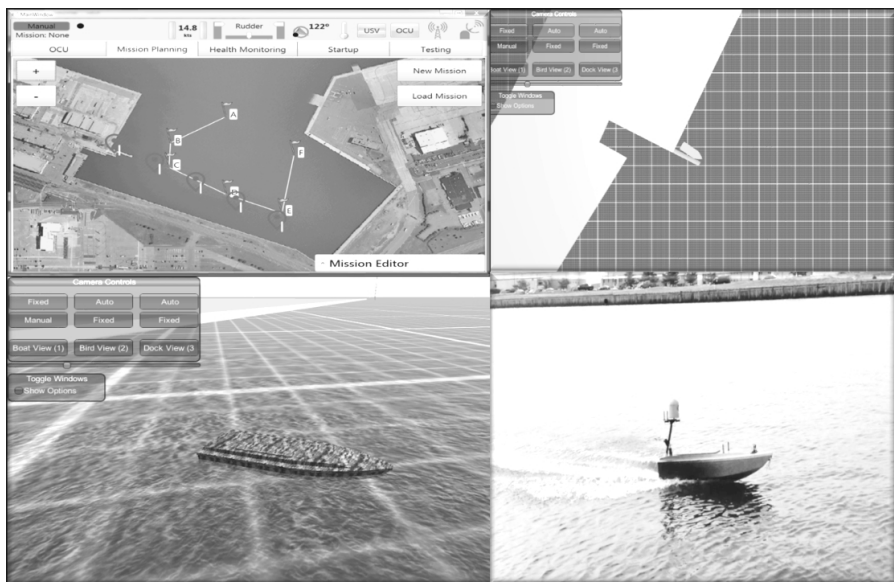 MainWindow
Manual
Mission: None
14.8
kts
Rudder
122°
USV
OCU
OCU
Mission Planning
Health Monitoring
Startup
Testing
+
-
New Mission
Load Mission
A
B
C
E
F
- Mission Editor
Camera Controls
Fixed
Auto
Auto
Manual
Fixed
Fixed
Boat View (1)
Bird View (2)
Dock View (3
Toggle Windows
Show Options
Camera Controls
Fixed
Auto
Auto
Manual
Fixed
Fixed
Boat View (1)
Bird View (2)
Dock View (3
Toggle Windows
Show Options